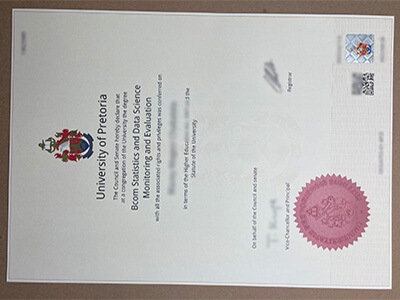 University of Pretoria
The Council and Senate hereby declare that
at a congregation of the University the degree
Bcom Statistics and Data Science
Monitoring and Evaluation
with all the associated rights and privileges was conferred on
in terms of the Higher Education the
Statute of the University
On behalf of the Council and senate
Vice-Chancellor and Principal
Registrar